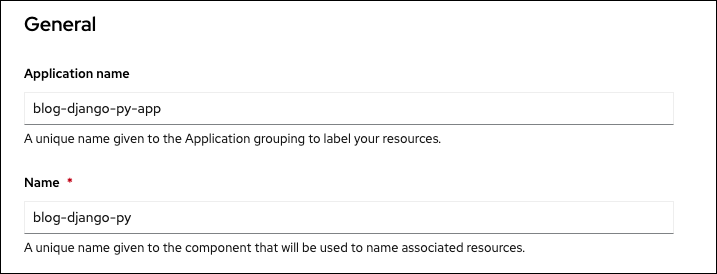 General
Application name
blog-django-py-app
A unique name given to the Application grouping to label your resources.
Name *
blog-django-py
A unique name given to the component that will be used to name associated resources.